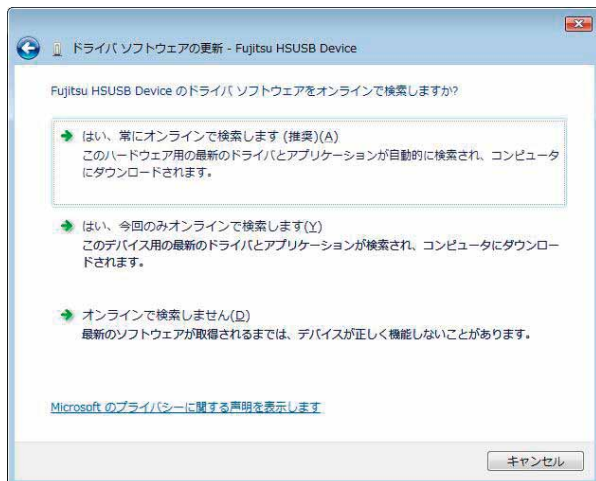 ドライバ ソフトウェアの更新 - Fujitsu HSUSB Device
Fujitsu HSUSB Device のドライバ ソフトウェアをオンラインで検索しますか?
はい、常にオンラインで検索します (推奨)(A)
このハードウェア用の最新のドライバとアプリケーションが自動的に検索され、コンピュータ
にダウンロードされます。
はい、今回のみオンラインで検索します(Y)
このデバイス用の最新のドライバとアプリケーションが検索され、コンピュータにダウンロー
ドされます。
オンラインで検索しません(D)
最新のソフトウェアが取得されるまでは、デバイスが正しく機能しないことがあります。
Microsoft のプライバシーに関する声明を表示します
キャンセル